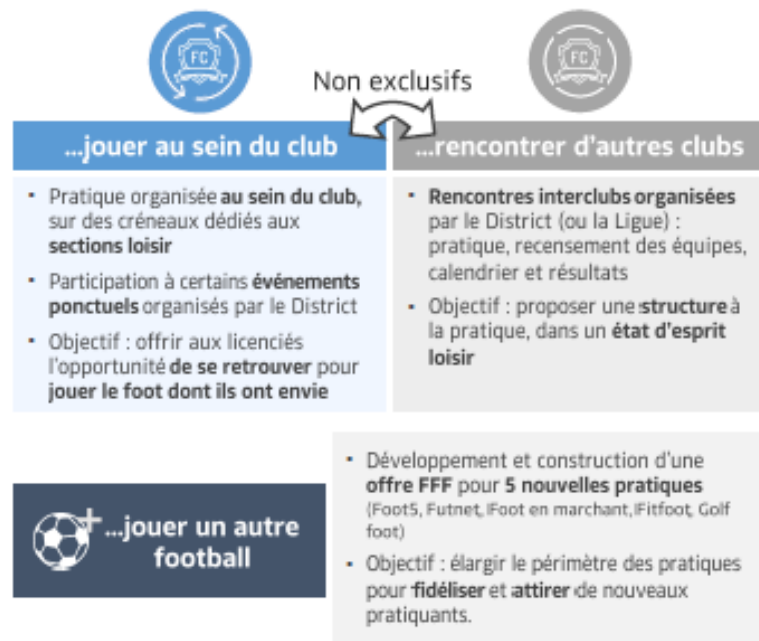 FC
FC
Non exclusifs
...jouer au sein du club
...rencontrer d'autres clubs
▪ Pratique organisée au sein du club,
sur des créneaux dédiés aux
sections loisir
▪ Participation à certains événements
ponctuels organisés par le District
▪ Objectif : offrir aux licenciés
l'opportunité de se retrouver pour
jouer le foot dont ils ont envie
▪ Rencontres interclubs organisées
par le District (ou la Ligue) :
pratique, recensement des équipes,
calendrier et résultats
▪ Objectif : proposer une structure à
la pratique, dans un état d'esprit
loisir
...jouer un autre
football
▪ Développement et construction d'une
offre FFF pour 5 nouvelles pratiques
(Foot5, Futnet, Foot en marchant, Fitfoot, Golf
foot)
▪ Objectif : élargir le périmètre des pratiques
pour fidéliser et attirer de nouveaux
pratiquants.